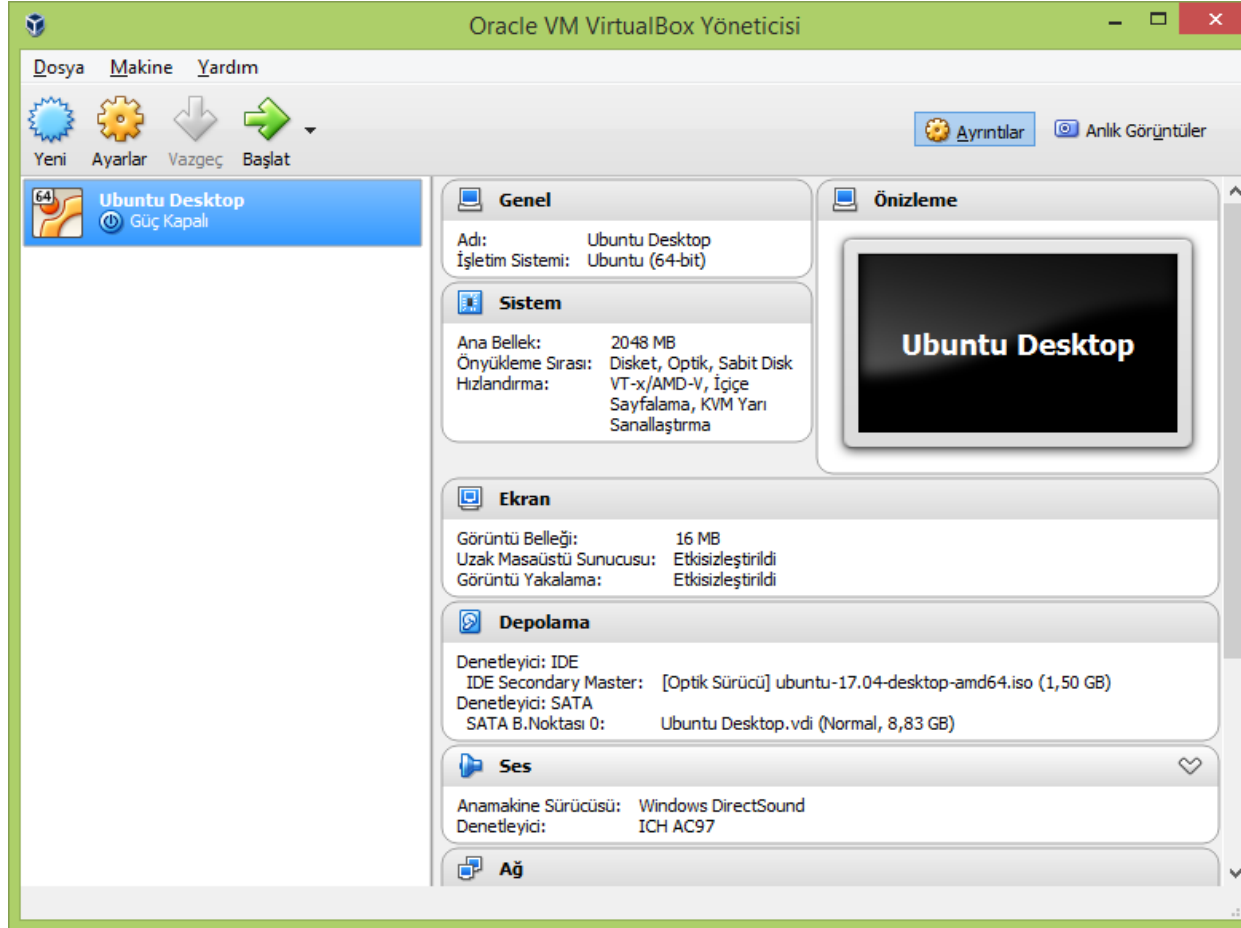 Oracle VM VirtualBox Yöneticisi
Dosya Makine Yardım
Yeni Ayarlar Vazgeç Başlat
Ayrıntılar Anlık Görüntüler
64
Ubuntu Desktop
Güç Kapalı
Genel
Adı: Ubuntu Desktop
İşletim Sistemi: Ubuntu (64-bit)
Önizleme
Ubuntu Desktop
Sistem
Ana Bellek: 2048 MB
Önyükleme Sırası: Disket, Optik, Sabit Disk
Hızlandırma: VT-x/AMD-V, İçiçe
Sayfalama, KVM Yarı
Sanallaştırma
Ekran
Görüntü Belleği: 16 MB
Uzak Masaüstü Sunucusu: Etkisizleştirildi
Görüntü Yakalama: Etkisizleştirildi
Depolama
Denetleyici: IDE
IDE Secondary Master: [Optik Sürücü] ubuntu-17.04-desktop-amd64.iso (1,50 GB)
Denetleyici: SATA
SATA B.Noktası 0: Ubuntu Desktop.vdi (Normal, 8,83 GB)
Ses
Anamakine Sürücüsü: Windows DirectSound
Denetleyici: ICH AC97
Ağ